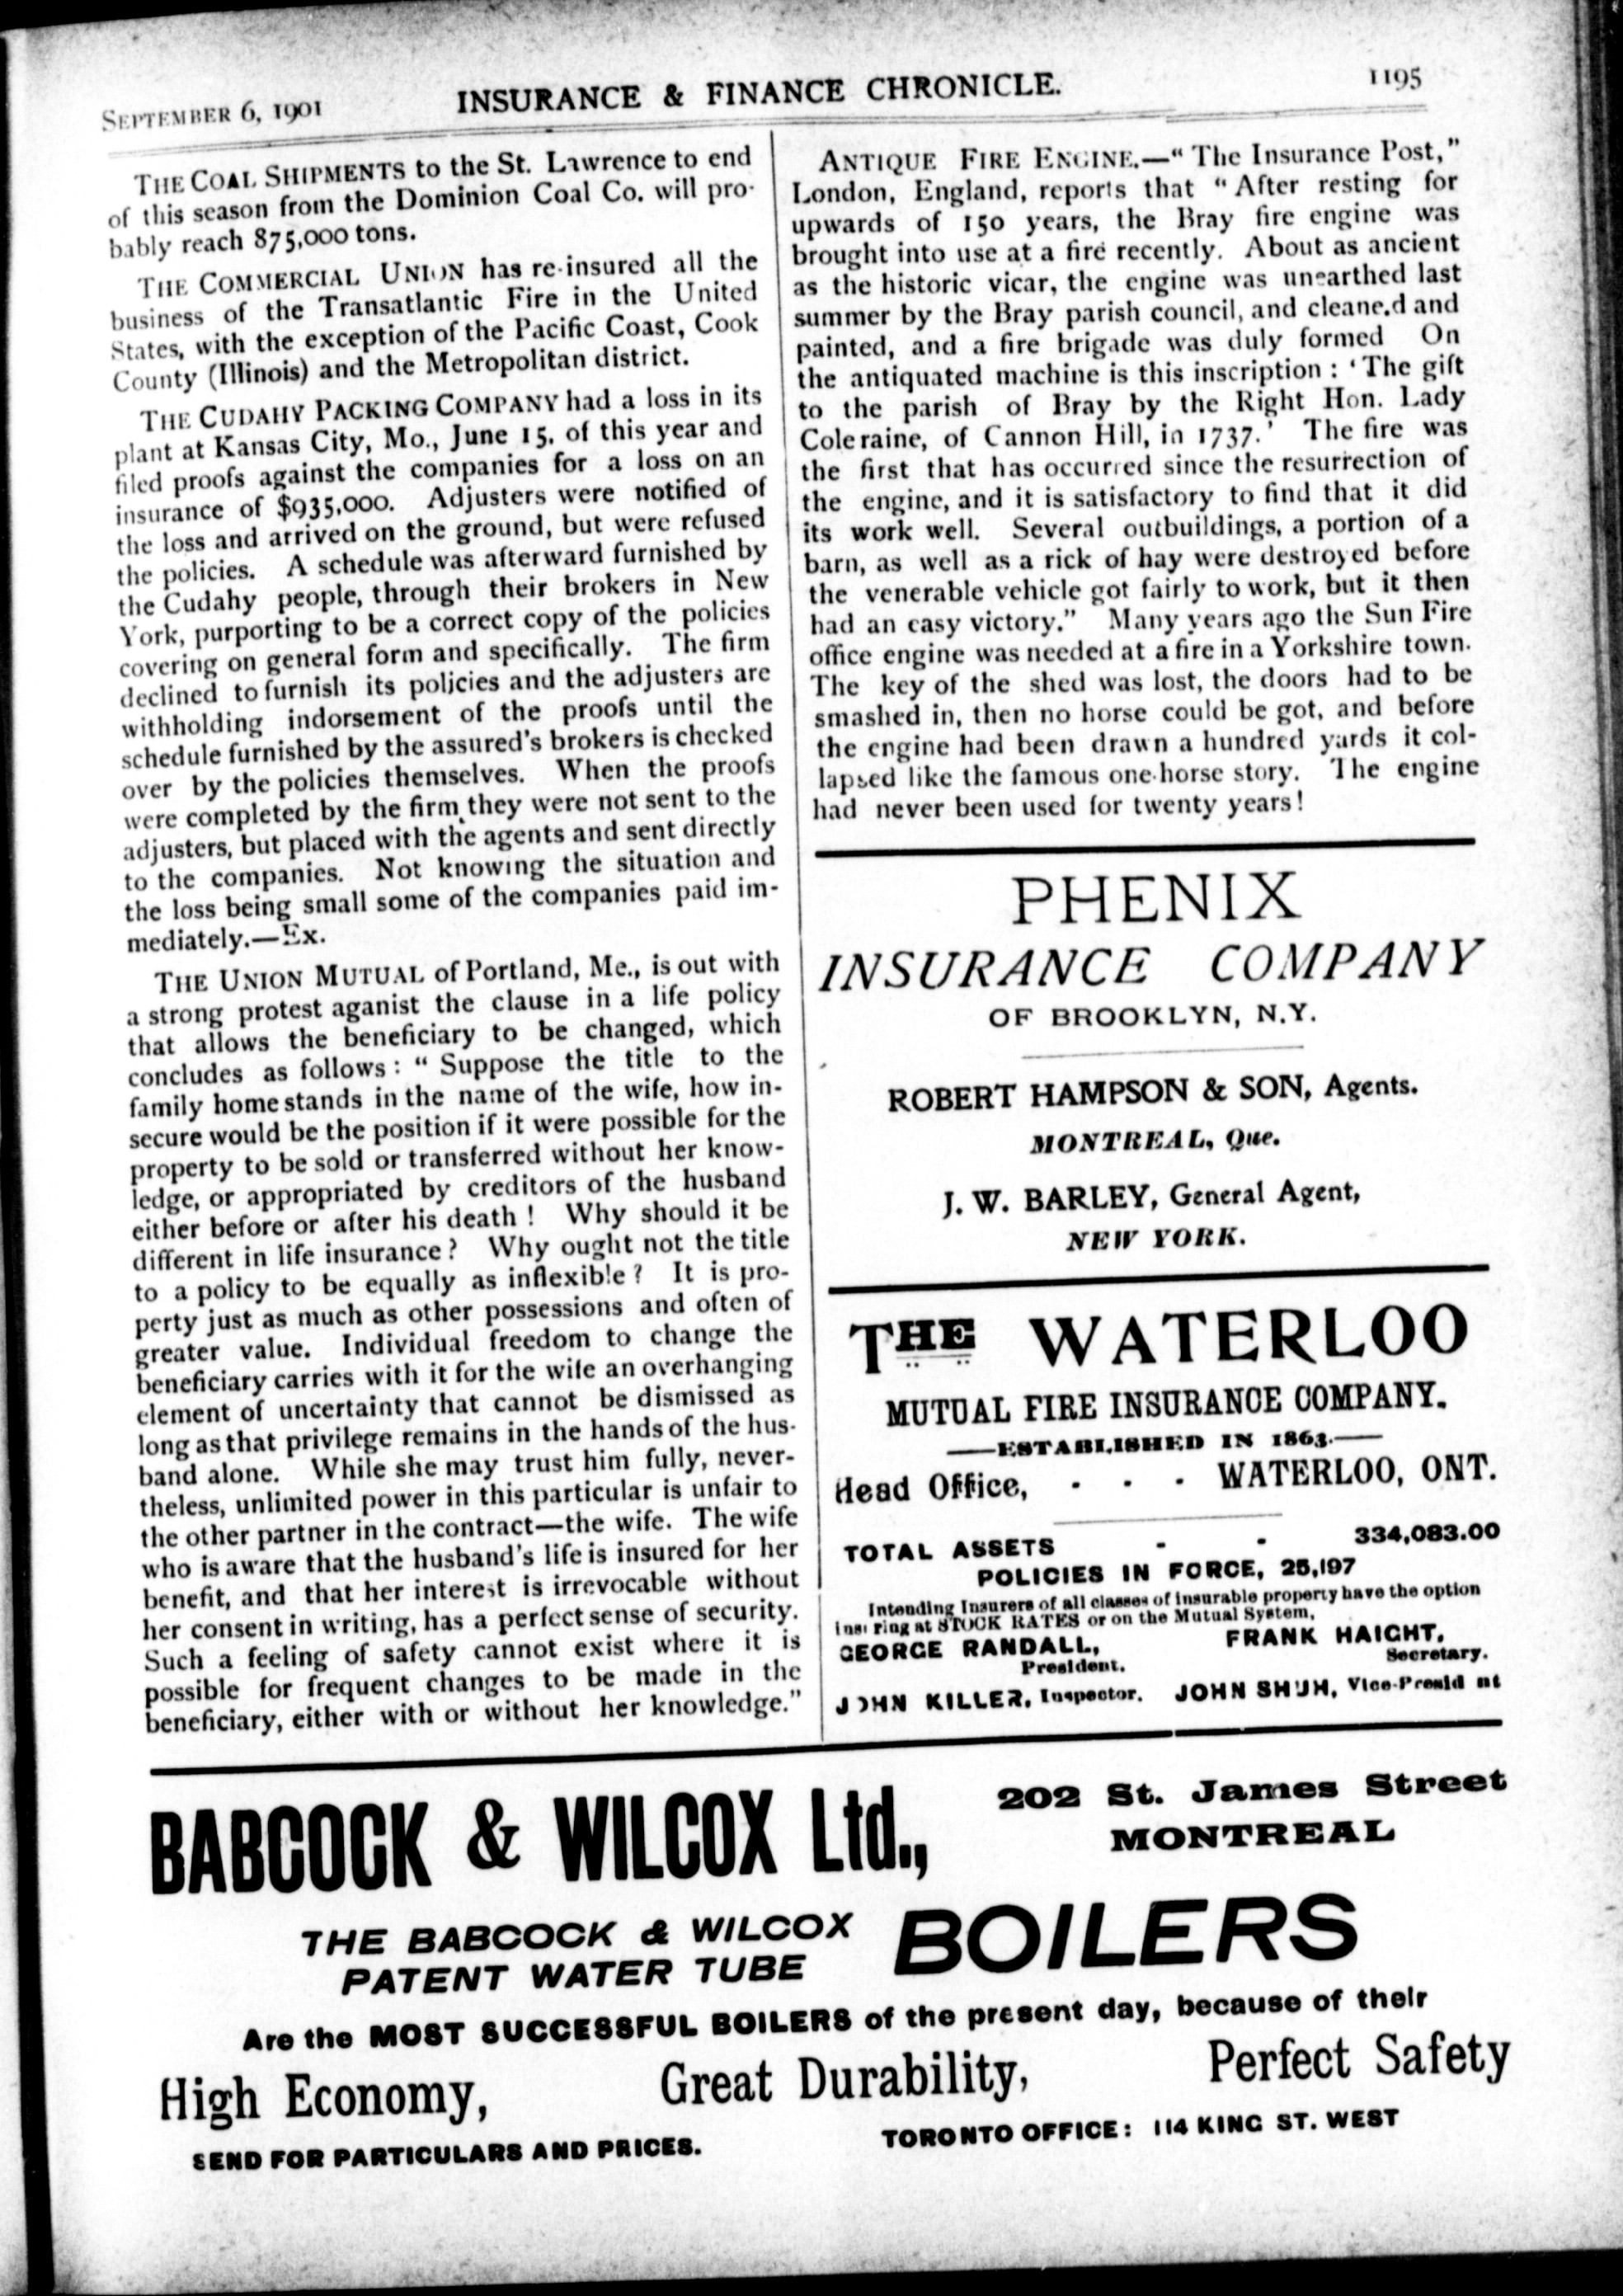 SEPTEMBER 6, 1901
INSURANCE & FINANCE CHRONICLE.
1195
THE COAL SHIPMENTS to the St. Lawrence to end
of this season from the Dominion Coal Co. will pro-
bably reach 875,000 tons.
THE COMMERCIAL UNION has re-insured all the
business of the Transatlantic Fire in the United
States, with the exception of the Pacific Coast, Cook
County (Illinois) and the Metropolitan district.
THE CUDAHY PACKING COMPANY had a loss in its
plant at Kansas City, Mo., June 15, of this year and
filed proofs against the companies for a loss on an
insurance of $935,000. Adjusters were notified of
the loss and arrived on the ground, but were refused
the policies. A schedule was afterward furnished by
the Cudahy people, through their brokers in New
York, purporting to be a correct copy of the policies
covering on general form and specifically. The firm
declined to furnish its policies and the adjusters are
withholding indorsement of the proofs until the
schedule furnished by the assured's brokers is checked
over by the policies themselves. When the proofs
were completed by the firm they were not sent to the
adjusters, but placed with the agents and sent directly
to the companies. Not knowing the situation and
the loss being small some of the companies paid im-
mediately.—Ex.
THE UNION MUTUAL of Portland, Me., is out with
a strong protest aganist the clause in a life policy
that allows the beneficiary to be changed, which
concludes as follows: " Suppose the title to the
family home stands in the name of the wife, how in-
secure would be the position if it were possible for the
property to be sold or transferred without her know-
ledge, or appropriated by creditors of the husband
either before or after his death ! Why should it be
different in life insurance ? Why ought not the title
to a policy to be equally as inflexible ? It is pro-
perty just as much as other possessions and often of
greater value. Individual freedom to change the
beneficiary carries with it for the wife an overhanging
element of uncertainty that cannot be dismissed as
long as that privilege remains in the hands of the hus-
band alone. While she may trust him fully, never-
theless, unlimited power in this particular is unfair to
the other partner in the contract—the wife. The wife
who is aware that the husband's life is insured for her
benefit, and that her interest is irrevocable without
her consent in writing, has a perfect sense of security.
Such a feeling of safety cannot exist where it is
possible for frequent changes to be made in the
beneficiary, either with or without her knowledge."
ANTIQUE FIRE ENGINE.—" The Insurance Post,"
London, England, reports that " After resting for
upwards of 150 years, the Bray fire engine was
brought into use at a fire recently. About as ancient
as the historic vicar, the engine was unearthed last
summer by the Bray parish council, and cleaned and
painted, and a fire brigade was duly formed On
the antiquated machine is this inscription : 'The gift
to the parish of Bray by the Right Hon. Lady
Coleraine, of Cannon Hill, in 1737.' The fire was
the first that has occurred since the resurrection of
the engine, and it is satisfactory to find that it did
its work well. Several outbuildings, a portion of a
barn, as well as a rick of hay were destroyed before
the venerable vehicle got fairly to work, but it then
had an easy victory." Many years ago the Sun Fire
office engine was needed at a fire in a Yorkshire town.
The key of the shed was lost, the doors had to be
smashed in, then no horse could be got, and before
the engine had been drawn a hundred yards it col-
lapsed like the famous one-horse story. The engine
had never been used for twenty years!
PHENIX
INSURANCE COMPANY
OF BROOKLYN, N.Y.
ROBERT HAMPSON & SON, Agents.
MONTREAL, Que.
J. W. BARLEY, General Agent,
NEW YORK.
THE WATERLOO
MUTUAL FIRE INSURANCE COMPANY.
—ESTABLISHED IN 1863.—
Head Office, - - - WATERLOO, ONT.
TOTAL ASSETS - - 334,083.00
POLICIES IN FORCE, 25,197
Intending Insurers of all classes of insurable property have the option
insuring at STOCK RATES or on the Mutual System,
GEORGE RANDALL, FRANK HAIGHT,
President. Secretary.
JOHN KILLER, Inspector. JOHN SHUH, Vice-President
BABCOCK & WILCOX Ltd.,
202 St. James Street
MONTREAL
THE BABCOCK & WILCOX
PATENT WATER TUBE
BOILERS
Are the MOST SUCCESSFUL BOILERS of the present day, because of their
High Economy, Great Durability, Perfect Safety
SEND FOR PARTICULARS AND PRICES. TORONTO OFFICE: 114 KING ST. WEST